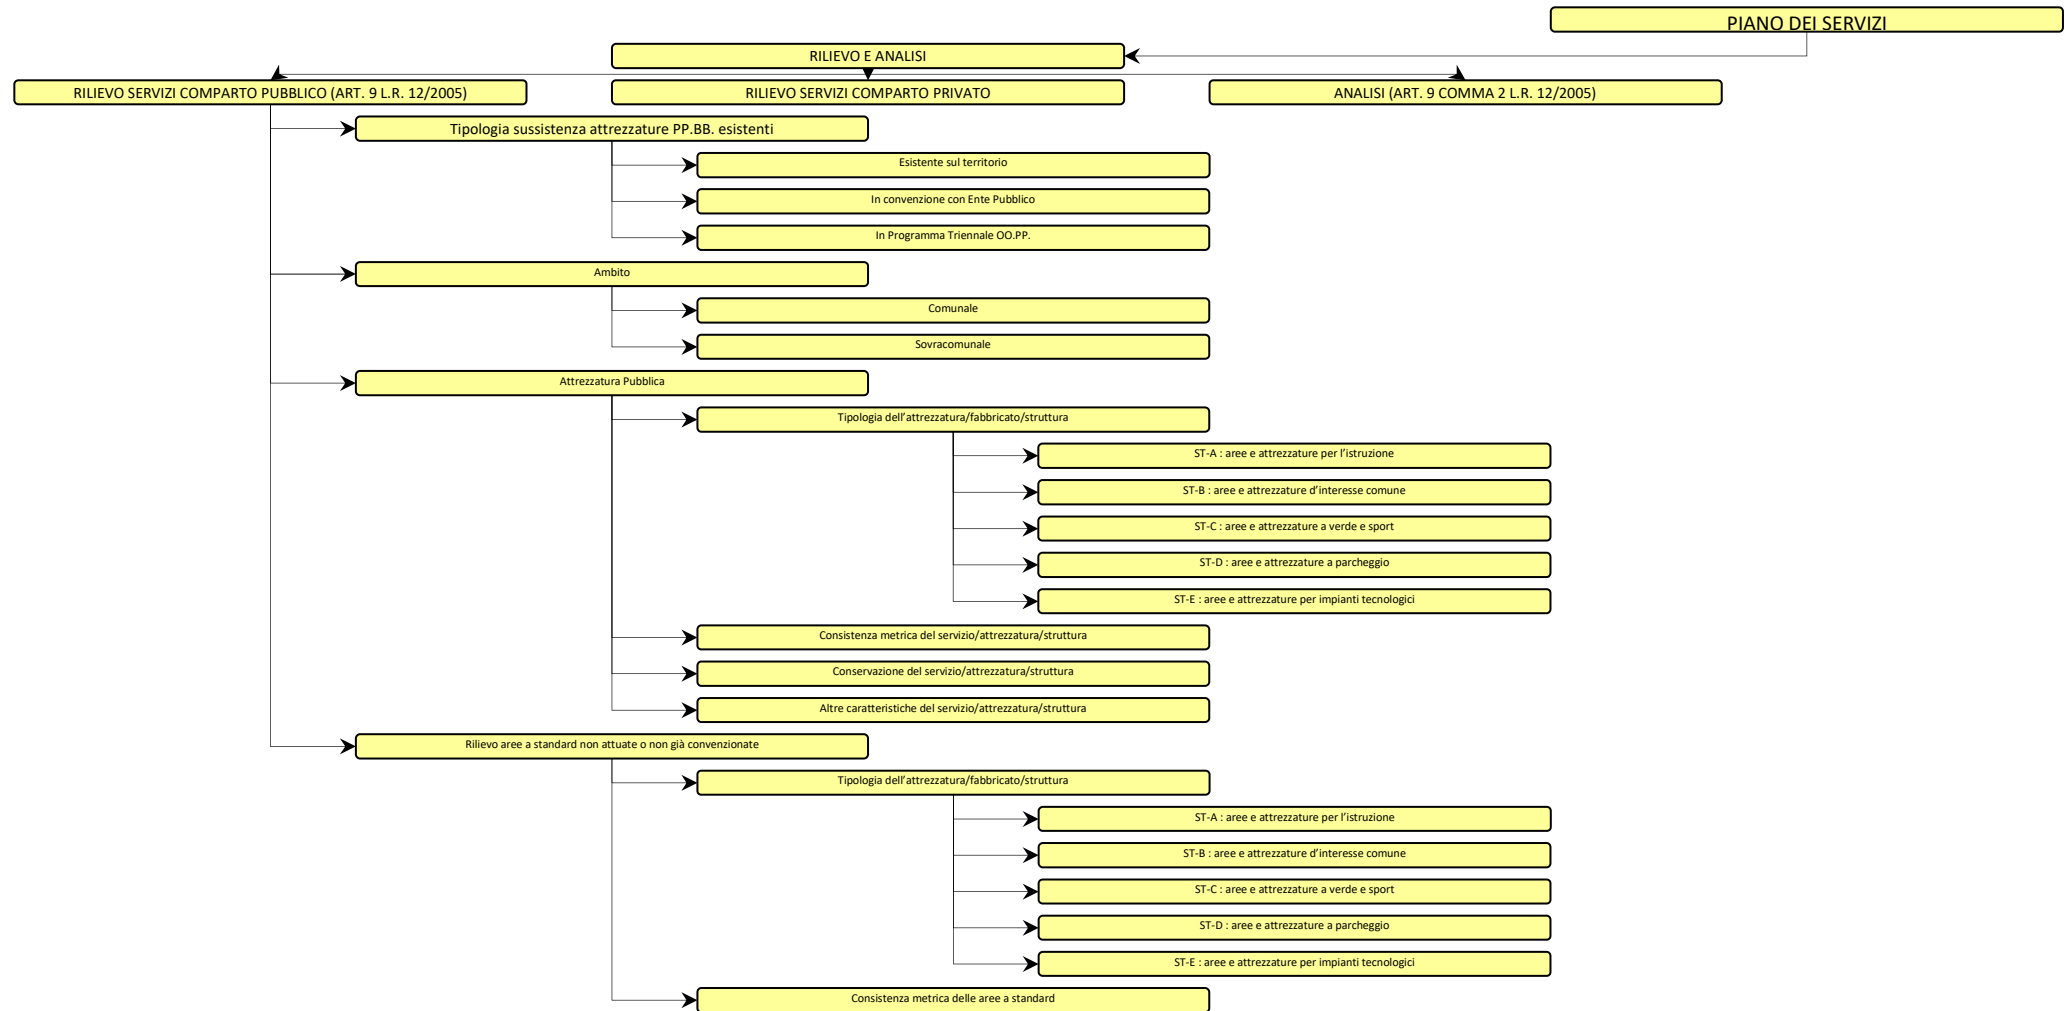 PIANO DEI SERVIZI
RILIEVO E ANALISI
RILIEVO SERVIZI COMPARTO PUBBLICO (ART. 9 L.R. 12/2005)
RILIEVO SERVIZI COMPARTO PRIVATO
ANALISI (ART. 9 COMMA 2 L.R. 12/2005)
Tipologia sussistenza attrezzature PP.BB. esistenti
Esistente sul territorio
In convenzione con Ente Pubblico
In Programma Triennale OO.PP.
Ambito
Comunale
Sovracomunale
Attrezzatura Pubblica
Tipologia dell’attrezzatura/fabbricato/struttura
ST-A : aree e attrezzature per l’istruzione
ST-B : aree e attrezzature d’interesse comune
ST-C : aree e attrezzature a verde e sport
ST-D : aree e attrezzature a parcheggio
ST-E : aree e attrezzature per impianti tecnologici
Consistenza metrica del servizio/attrezzatura/struttura
Conservazione del servizio/attrezzatura/struttura
Altre caratteristiche del servizio/attrezzatura/struttura
Rilievo aree a standard non attuate o non già convenzionate
Tipologia dell’attrezzatura/fabbricato/struttura
ST-A : aree e attrezzature per l’istruzione
ST-B : aree e attrezzature d’interesse comune
ST-C : aree e attrezzature a verde e sport
ST-D : aree e attrezzature a parcheggio
ST-E : aree e attrezzature per impianti tecnologici
Consistenza metrica delle aree a standard